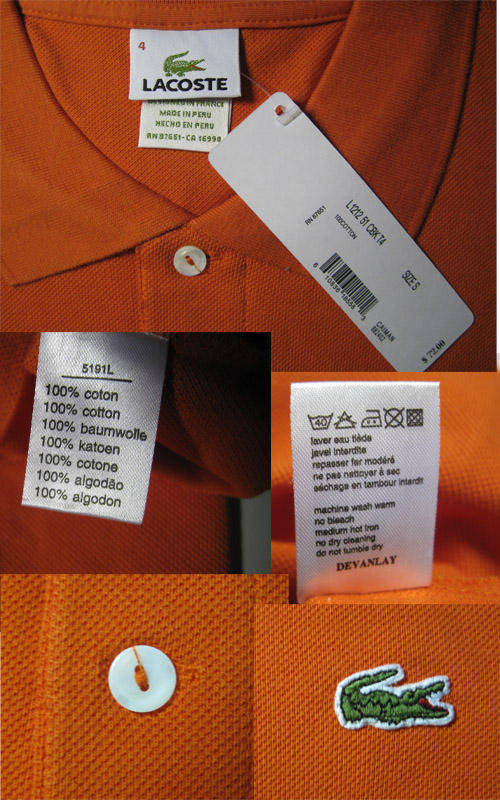 4
LACOSTE
DESIGNED IN FRANCE
MADE IN PERU
HECHO EN PERU
RN 87651-CA 16999
RN 87651
L1212 51 CBK T4
100COTTON
SIZE S
CAIMAN
$ 72.00
5191L
100% coton
100% cotton
100% baumwolle
100% katoen
100% cotone
100% algodão
100% algodon
40
laver eau tiède
javel interdite
repasser fer modéré
ne pas nettoyer à sec
séchage en tambour interdit
machine wash warm
no bleach
medium hot iron
no dry cleaning
do not tumble dry
DEVANLAY